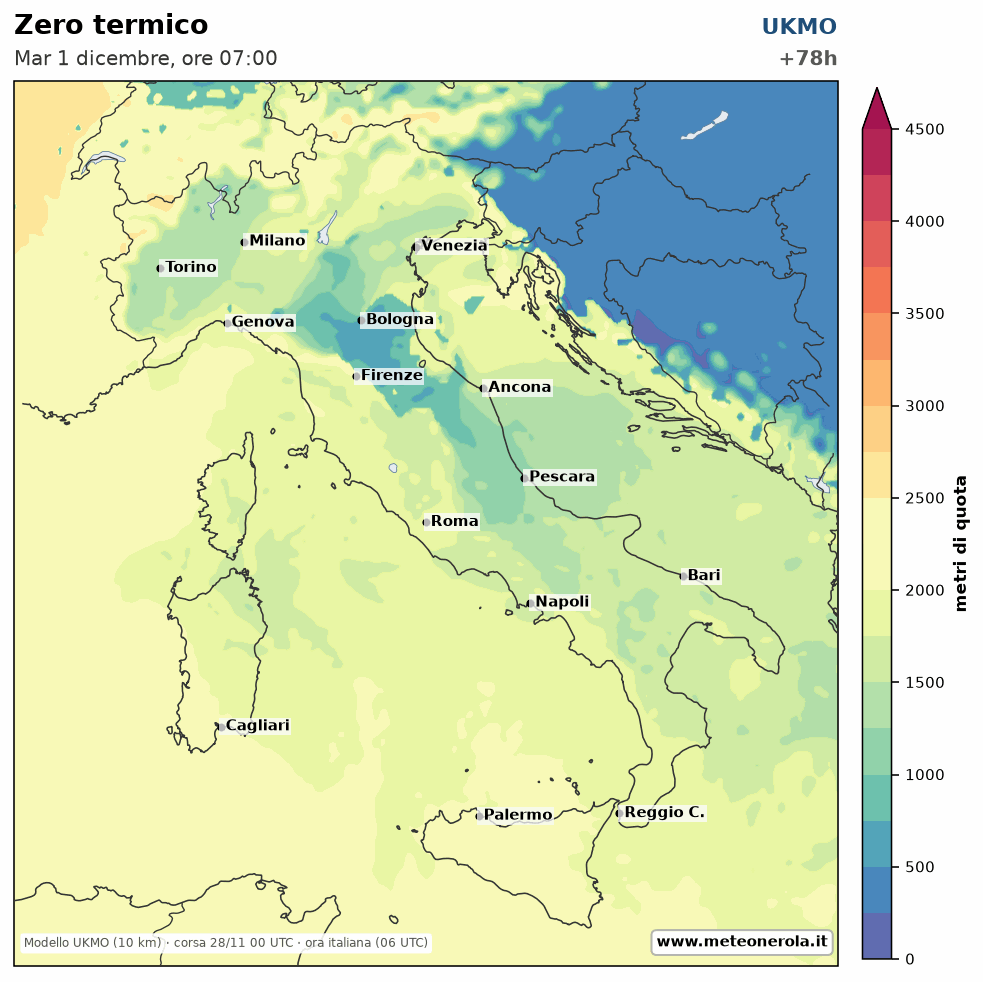 Zero termico
UKMO
Mar 1 dicembre, ore 07:00
+78h
Milano
Venezia
Torino
Genova
Bologna
Firenze
Ancona
Pescara
Roma
Bari
Napoli
Cagliari
Palermo
Reggio C.
4500
4000
3500
3000
2500
2000
1500
1000
500
0
metri di quota
Modello UKMO (10 km) · corsa 28/11 00 UTC · ora italiana (06 UTC)
www.meteonerola.it